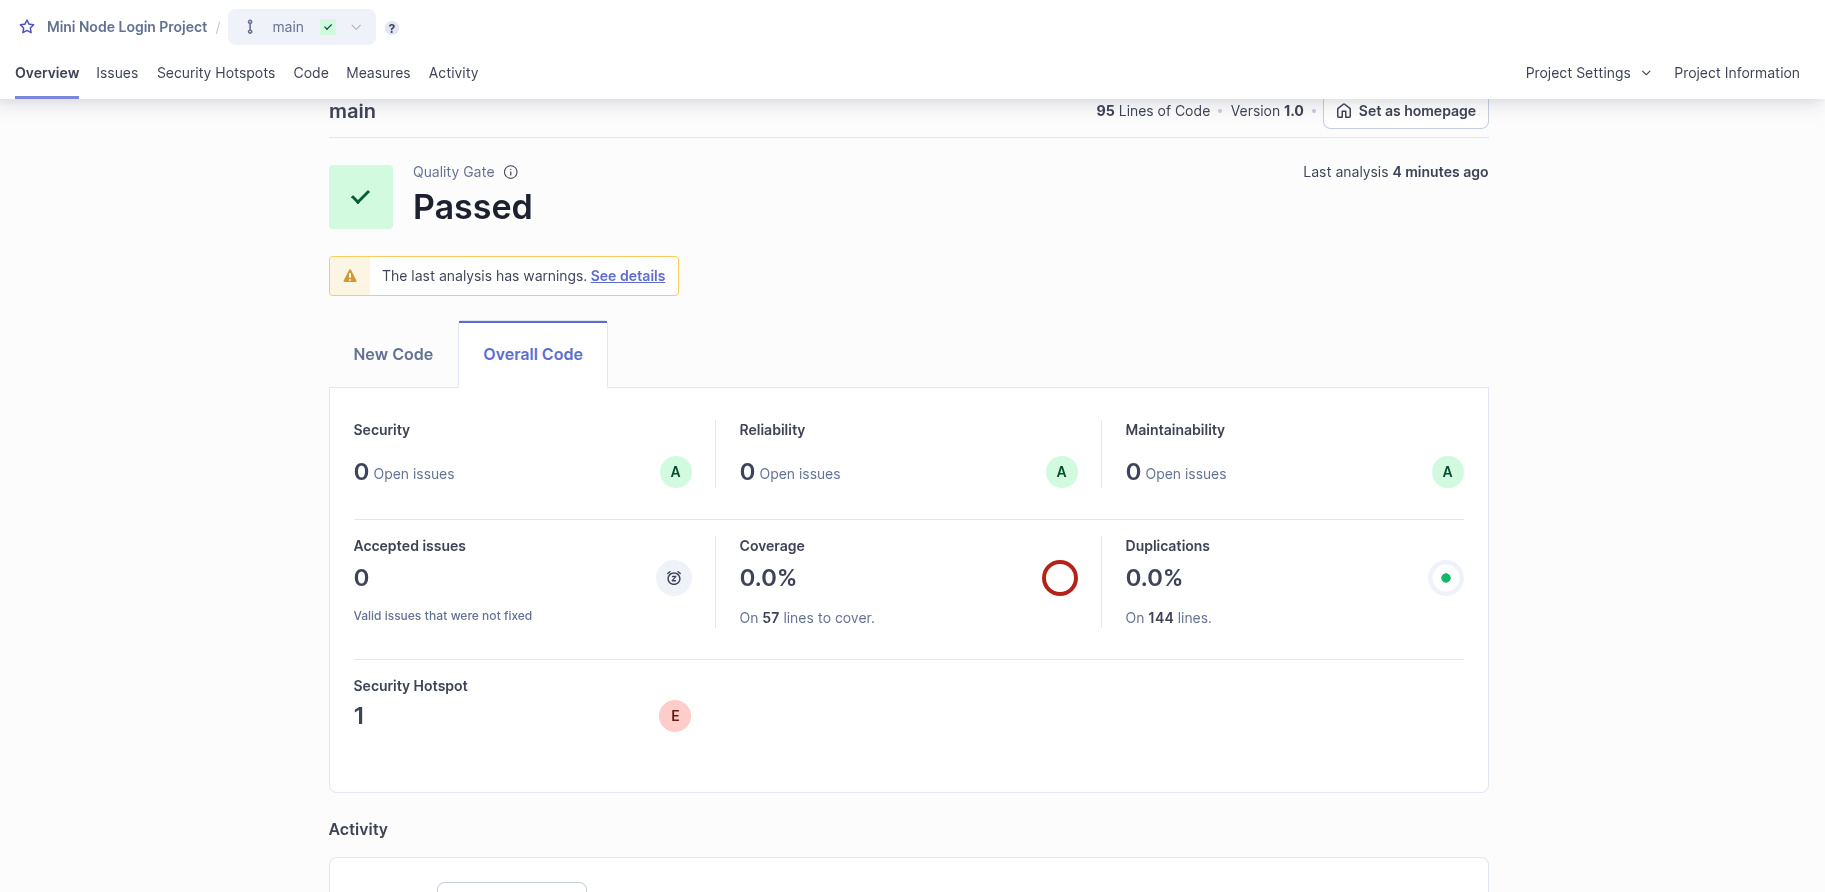 Mini Node Login Project / main ?
Overview Issues Security Hotspots Code Measures Activity Project Settings Project Information
main 95 Lines of Code • Version 1.0 • Set as homepage
Quality Gate Last analysis 4 minutes ago
Passed
The last analysis has warnings. See details
New Code Overall Code
Security Reliability Maintainability
0 Open issues A 0 Open issues A 0 Open issues A
Accepted issues Coverage Duplications
0 0.0% 0.0%
Valid issues that were not fixed On 57 lines to cover. On 144 lines.
Security Hotspot
1 E
Activity